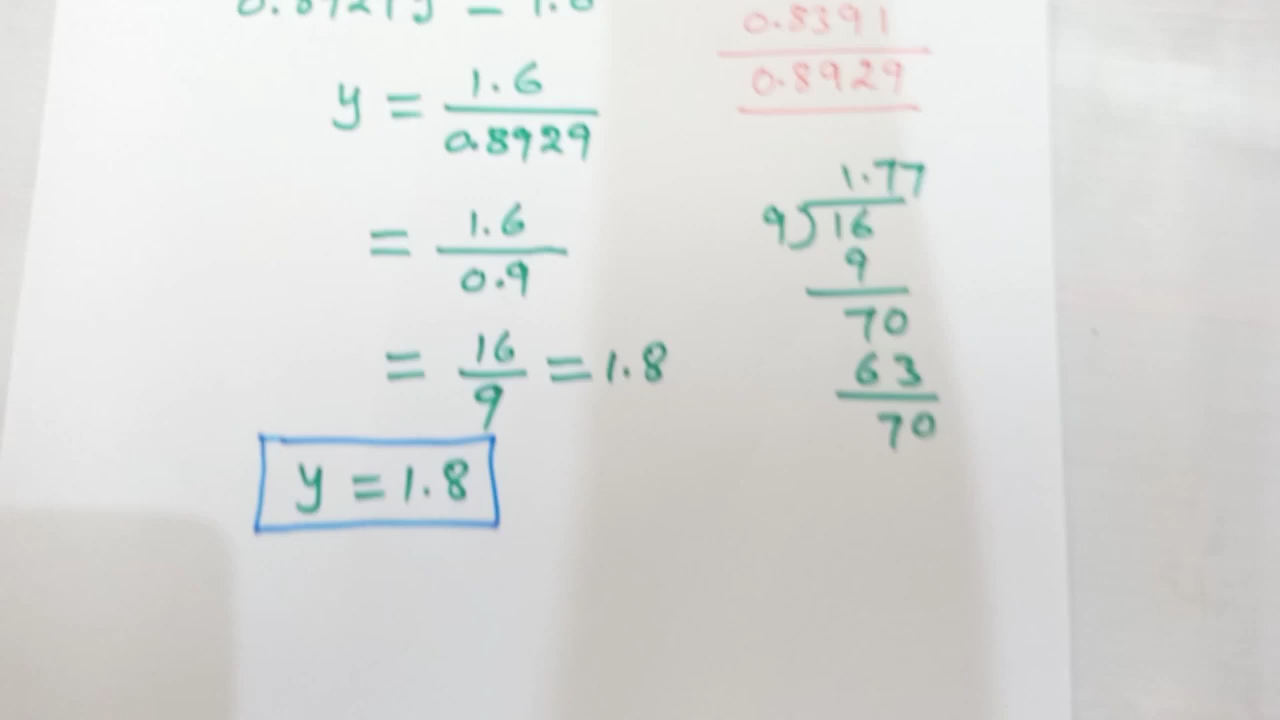 y = 1.6 / 0.8929
= 1.6 / 0.9
= 16 / 9 = 1.8
y = 1.8
0.8391
0.8929
1.77
9)16
9
70
63
70